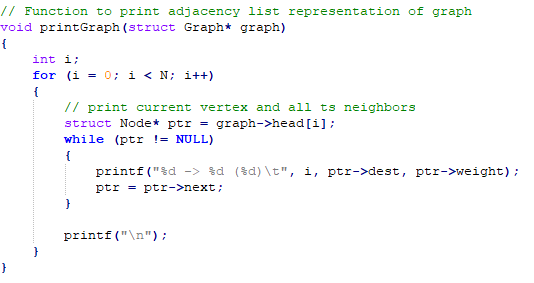 // Function to print adjacency list representation of graph
void printGraph(struct Graph* graph)
{
    int i;
    for (i = 0; i < N; i++)
    {
        // print current vertex and all ts neighbors
        struct Node* ptr = graph->head[i];
        while (ptr != NULL)
        {
            printf("%d -> %d (%d)\t", i, ptr->dest, ptr->weight);
            ptr = ptr->next;
        }

        printf("\n");
    }
}